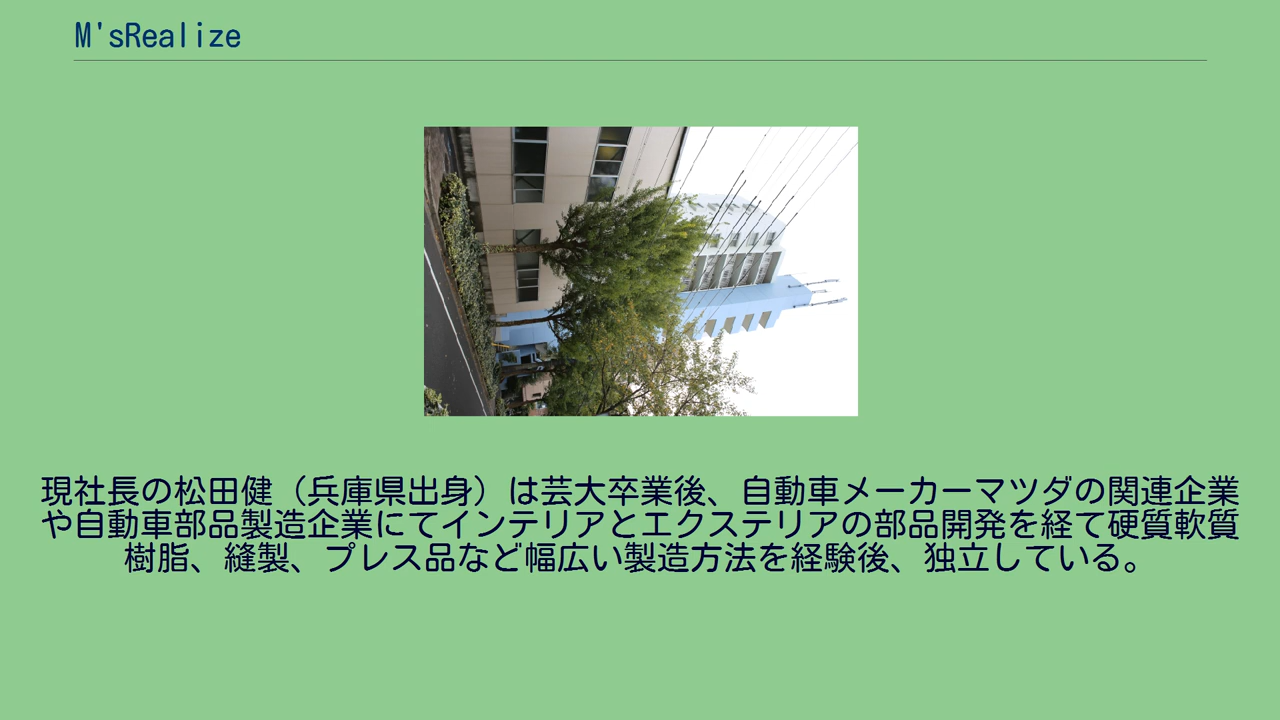 M'sRealize
現社長の松田健（兵庫県出身）は芸大卒業後、自動車メーカーマツダの関連企業
や自動車部品製造企業にてインテリアとエクステリアの部品開発を経て硬質軟質
樹脂、縫製、プレス品など幅広い製造方法を経験後、独立している。